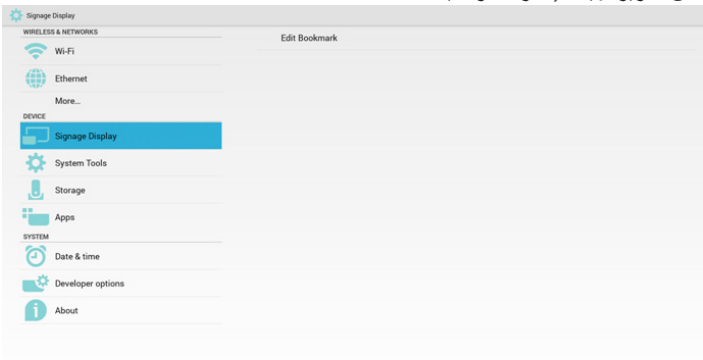 Signage Display
WIRELESS & NETWORKS
Wi-Fi
Ethernet
More...
DEVICE
Signage Display
System Tools
Storage
Apps
SYSTEM
Date & time
Developer options
About
Edit Bookmark